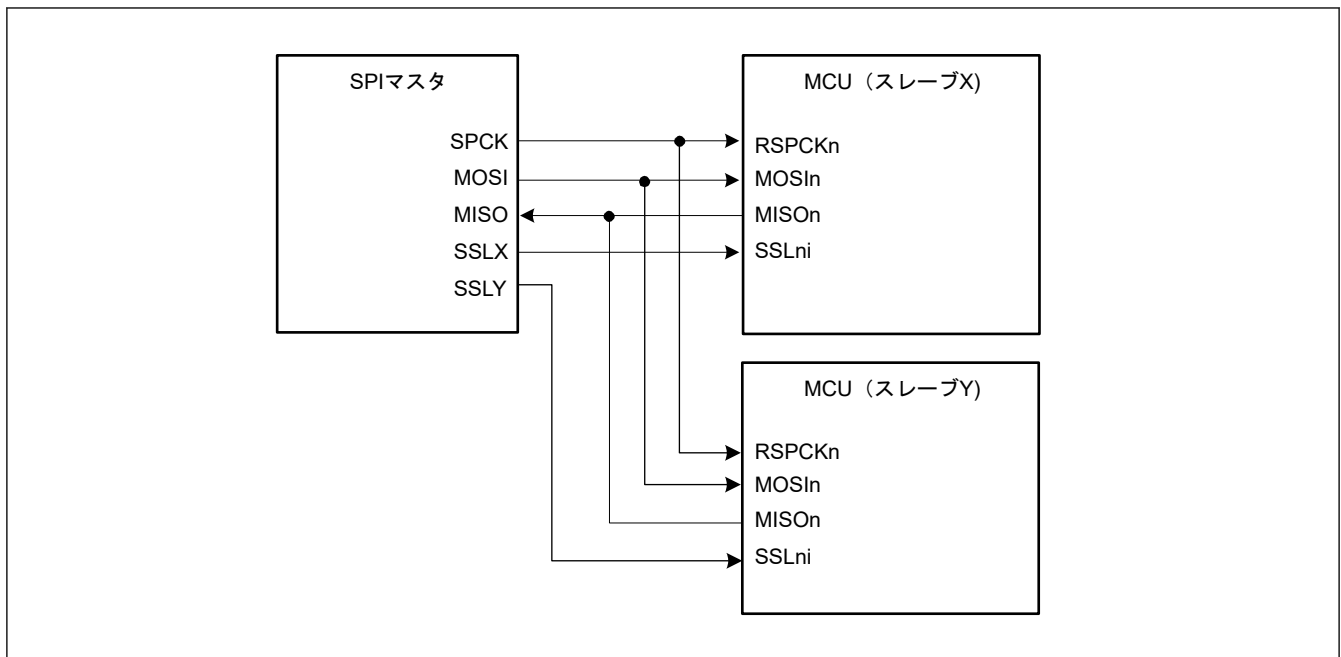 SPIマスタ
SPCK
MOSI
MISO
SSLX
SSLY
MCU（スレーブX)
RSPCKn
MOSIn
MISOn
SSLni
MCU（スレーブY)
RSPCKn
MOSIn
MISOn
SSLni